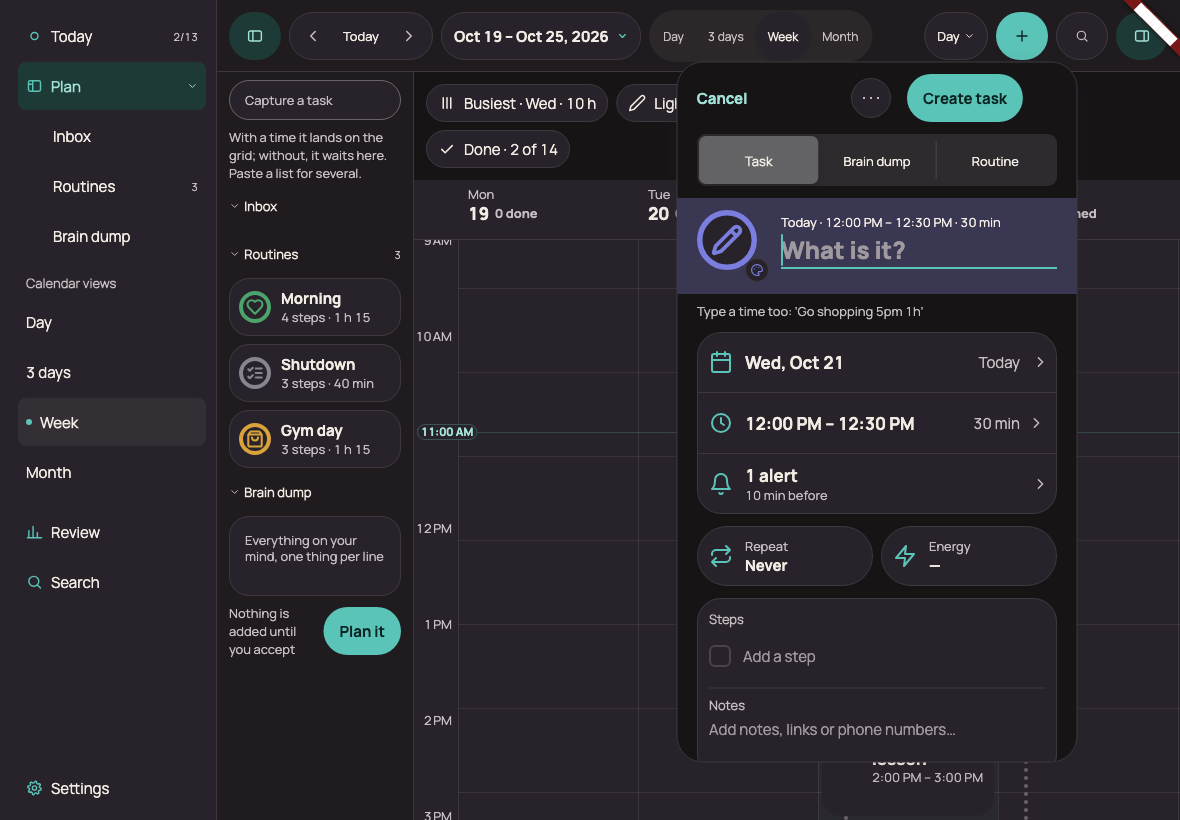 Today
2/13
Plan
Inbox
Routines
3
Brain dump
Calendar views
Day
3 days
Week
Month
Review
Search
Settings
Today
Oct 19 – Oct 25, 2026
Day
3 days
Week
Month
Day
Capture a task
With a time it lands on the
grid; without, it waits here.
Paste a list for several.
Inbox
Routines
3
Morning
4 steps · 1 h 15
Shutdown
3 steps · 40 min
Gym day
3 steps · 1 h 15
Brain dump
Everything on your
mind, one thing per line
Nothing is
added until
you accept
Plan it
Busiest · Wed · 10 h
Done · 2 of 14
Mon
19 0 done
Tue
20
9 AM
10 AM
11:00 AM
12 PM
1 PM
2 PM
3 PM
Cancel
Create task
Task
Brain dump
Routine
Today · 12:00 PM – 12:30 PM · 30 min
What is it?
Type a time too: ‘Go shopping 5pm 1h’
Wed, Oct 21
Today
12:00 PM – 12:30 PM
30 min
1 alert
10 min before
Repeat
Never
Energy
—
Steps
Add a step
Notes
Add notes, links or phone numbers…
2:00 PM – 3:00 PM